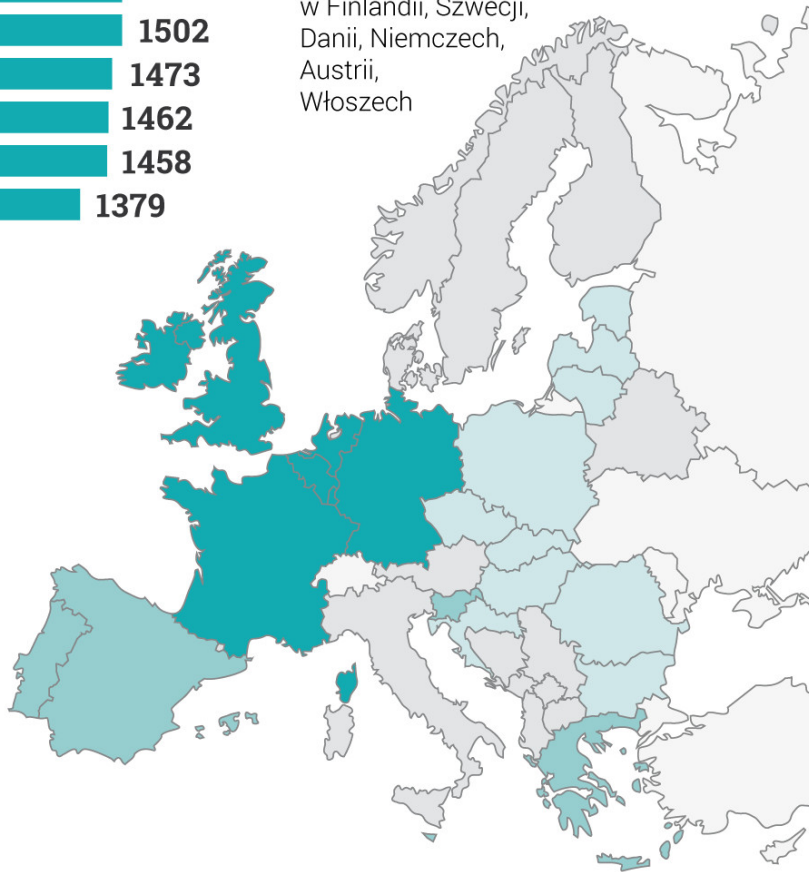 1502
1473
1462
1458
1379
w Finlandii, Szwecji,
Danii, Niemczech,
Austrii,
Włoszech